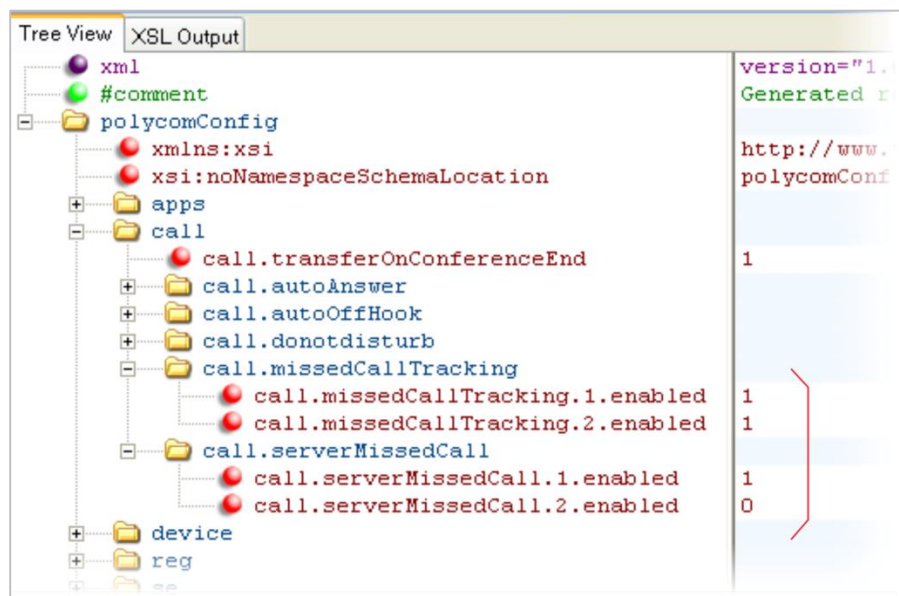 Tree View XSL Output
xml version="1.
#comment Generated
polycomConfig
xmlns:xsi http://www.
xsi:noNamespaceSchemaLocation polycomConf
apps
call
call.transferOnConferenceEnd 1
call.autoAnswer
call.autoOffHook
call.donotdisturb
call.missedCallTracking
call.missedCallTracking.1.enabled 1
call.missedCallTracking.2.enabled 1
call.serverMissedCall
call.serverMissedCall.1.enabled 1
call.serverMissedCall.2.enabled 0
device
reg